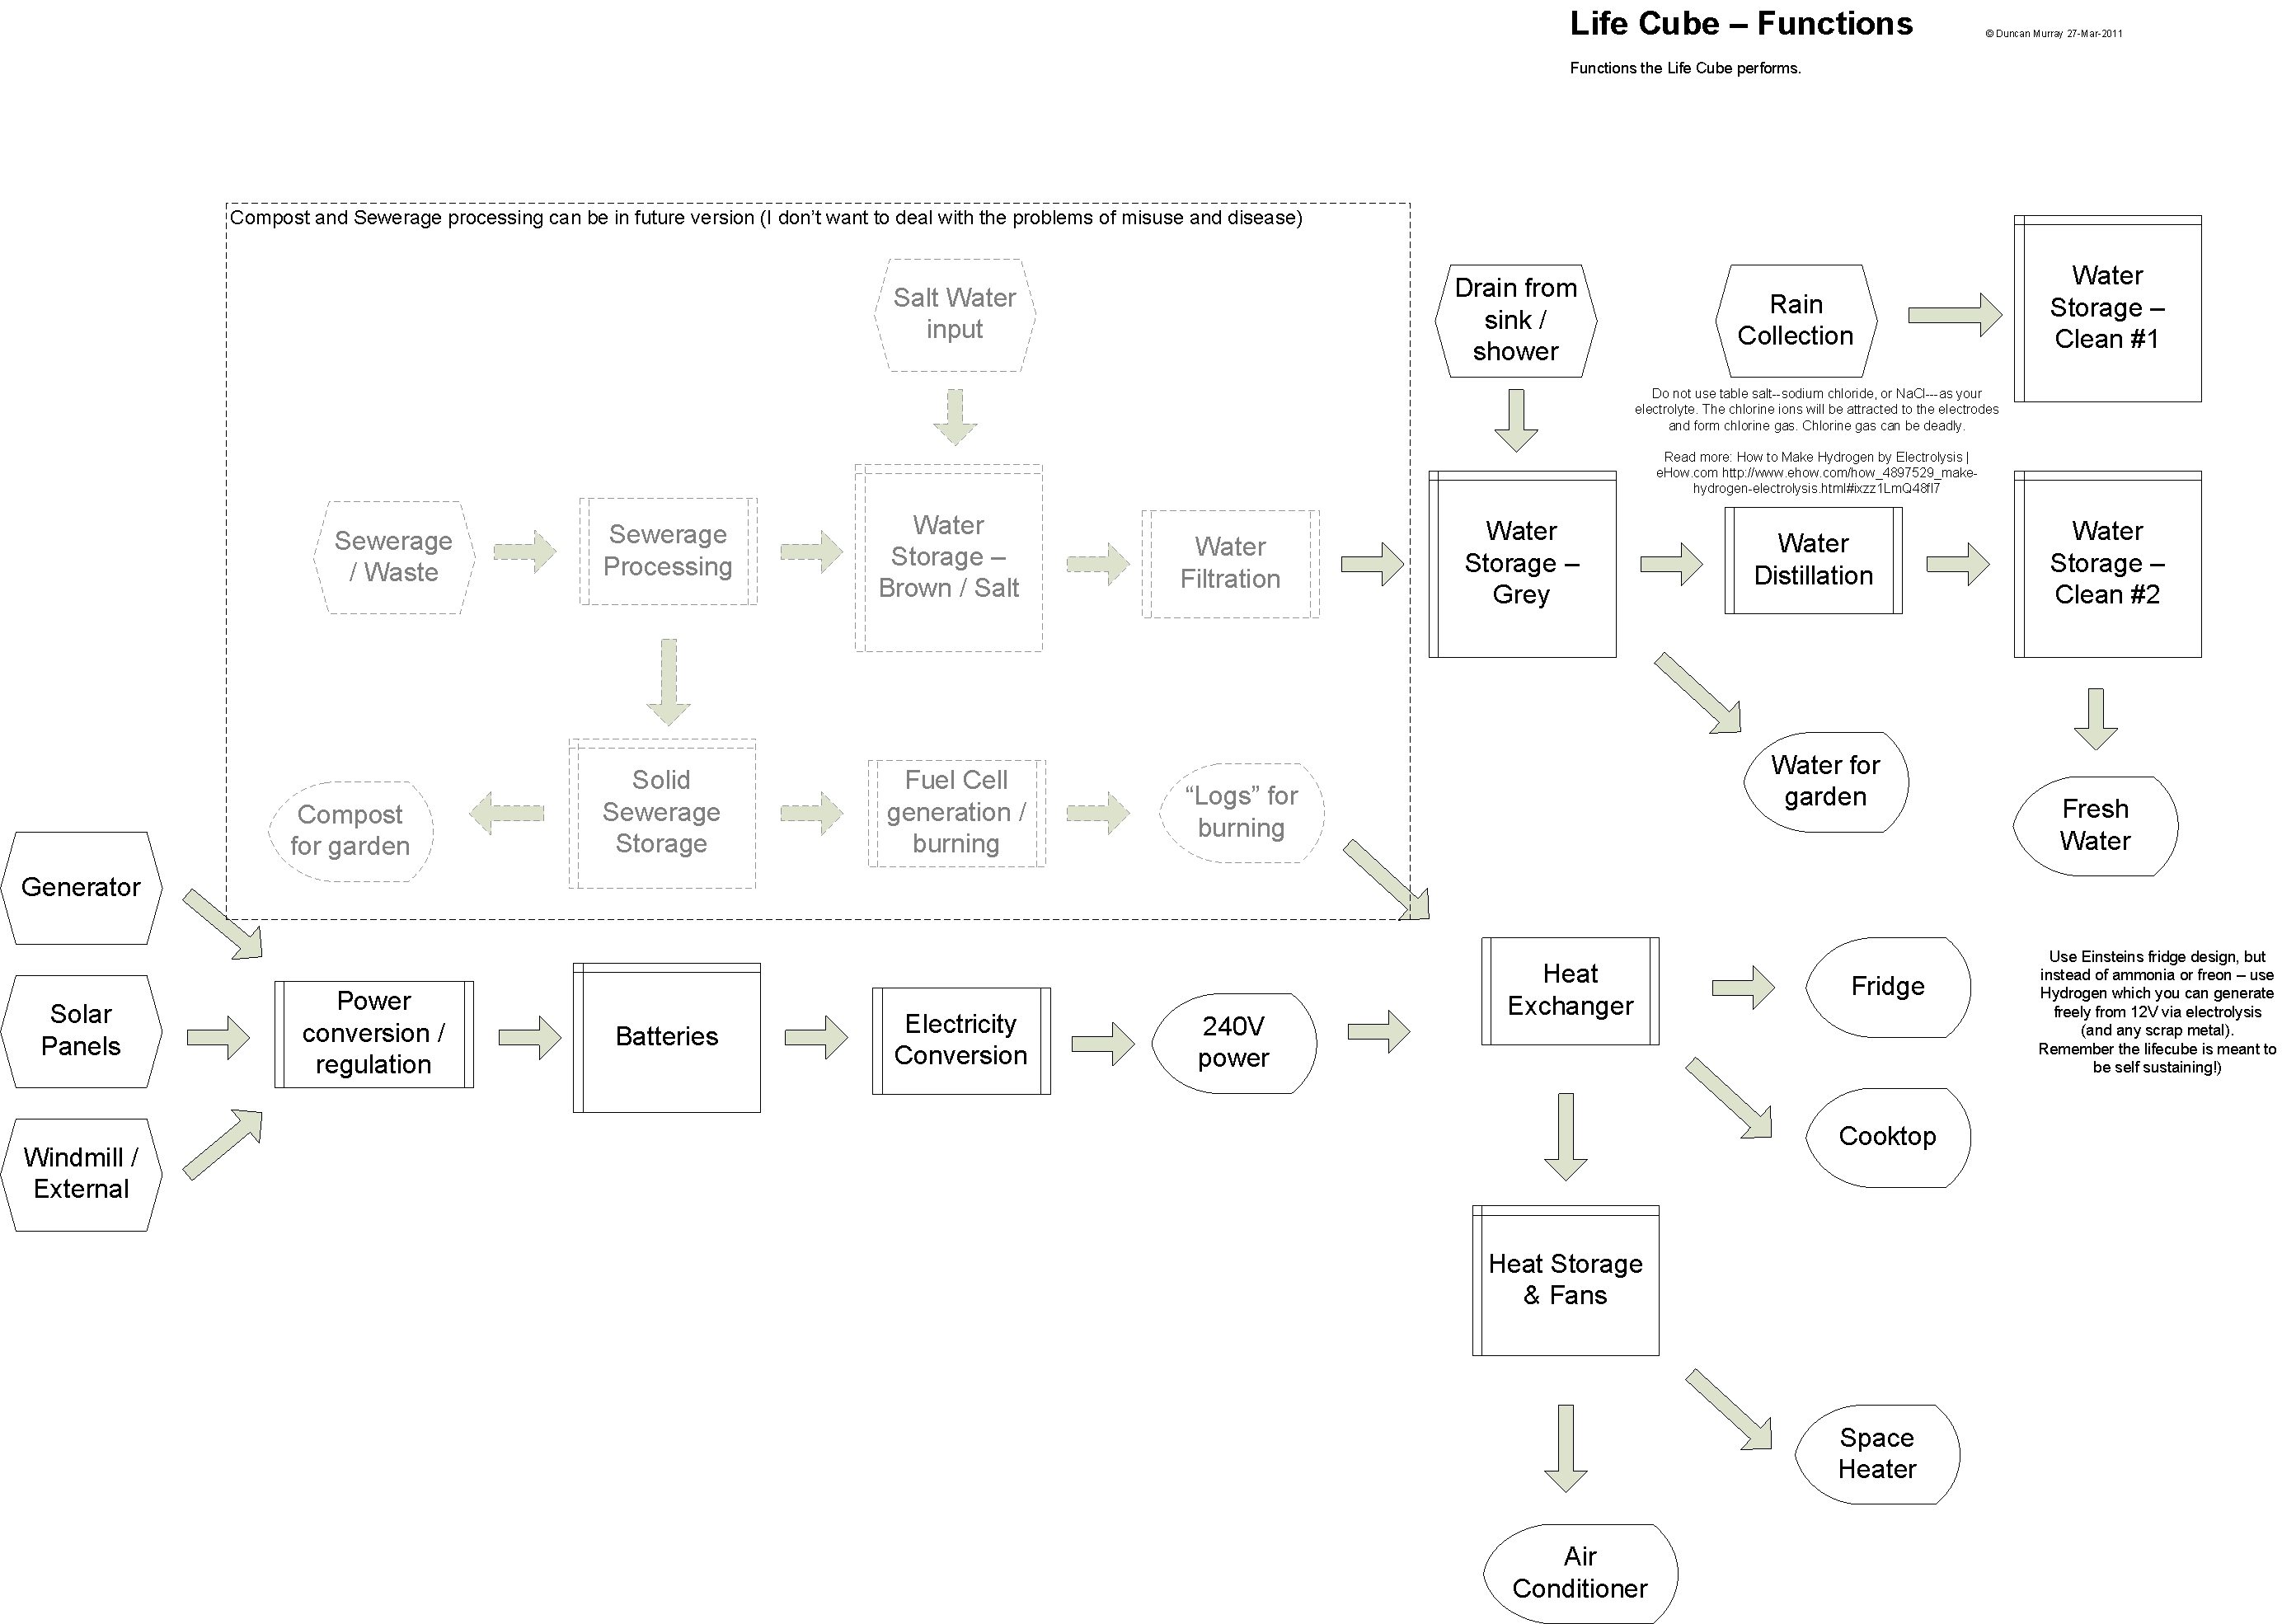 Life Cube – Functions
© Duncan Murray 27-Mar-2011
Functions the Life Cube performs.
Compost and Sewerage processing can be in future version (I don’t want to deal with the problems of misuse and disease)
Salt Water
input
Drain from
sink /
shower
Rain
Collection
Water
Storage –
Clean #1
Do not use table salt--sodium chloride, or NaCl---as your
electrolyte. The chlorine ions will be attracted to the electrodes
and form chlorine gas. Chlorine gas can be deadly.
Read more: How to Make Hydrogen by Electrolysis |
eHow.com http://www.ehow.com/how_4897529_make-
hydrogen-electrolysis.html#ixzz1LmQ48fI7
Sewerage
/ Waste
Sewerage
Processing
Water
Storage –
Brown / Salt
Water
Filtration
Water
Storage –
Grey
Water
Distillation
Water
Storage –
Clean #2
Compost
for garden
Solid
Sewerage
Storage
Fuel Cell
generation /
burning
“Logs” for
burning
Water for
garden
Fresh
Water
Generator
Solar
Panels
Windmill /
External
Power
conversion /
regulation
Batteries
Electricity
Conversion
240V
power
Heat
Exchanger
Fridge
Cooktop
Use Einsteins fridge design, but
instead of ammonia or freon – use
Hydrogen which you can generate
freely from 12V via electrolysis
(and any scrap metal).
Remember the lifecube is meant to
be self sustaining!)
Heat Storage
& Fans
Space
Heater
Air
Conditioner